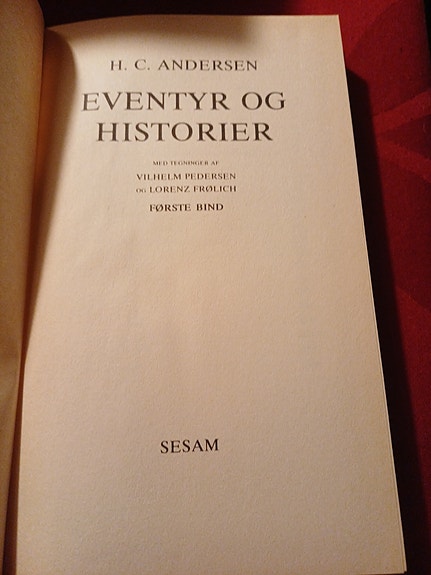 H. C. ANDERSEN
EVENTYR OG
HISTORIER
MED TEGNINGER AF
VILHELM PEDERSEN
OG LORENZ FRØLICH
FØRSTE BIND
SESAM